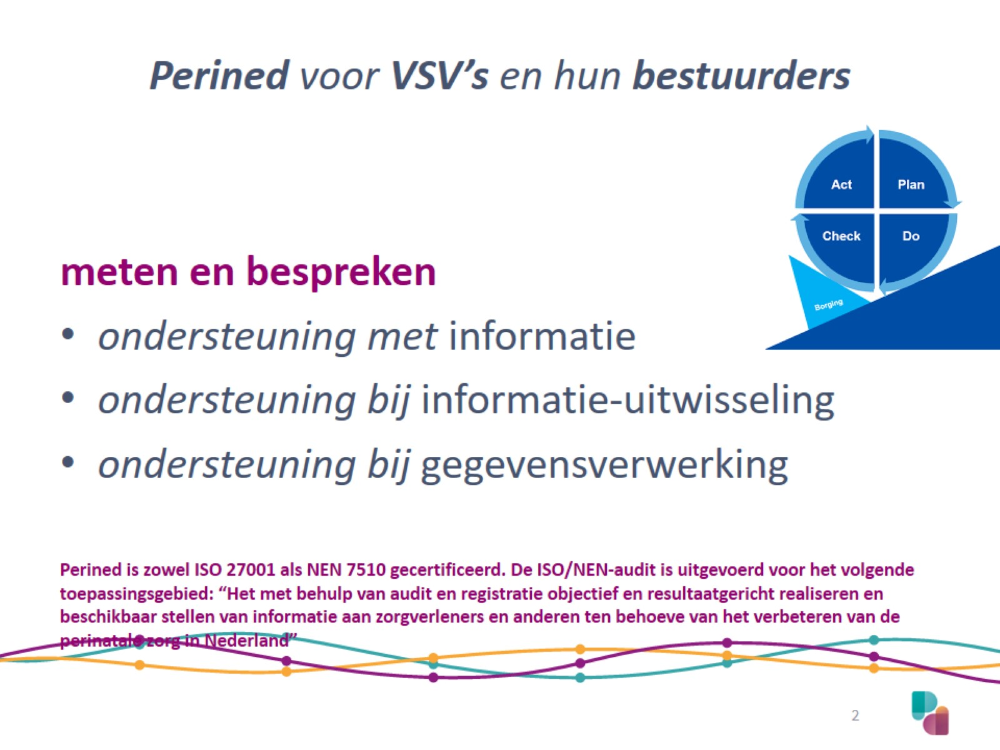 Perined voor VSV’s en hun bestuurders
Act
Plan
Check
Do
Borging
meten en bespreken
• ondersteuning met informatie
• ondersteuning bij informatie-uitwisseling
• ondersteuning bij gegevensverwerking
Perined is zowel ISO 27001 als NEN 7510 gecertificeerd. De ISO/NEN-audit is uitgevoerd voor het volgende
toepassingsgebied: “Het met behulp van audit en registratie objectief en resultaatgericht realiseren en
beschikbaar stellen van informatie aan zorgverleners en anderen ten behoeve van het verbeteren van de
perinatale zorg in Nederland”
2